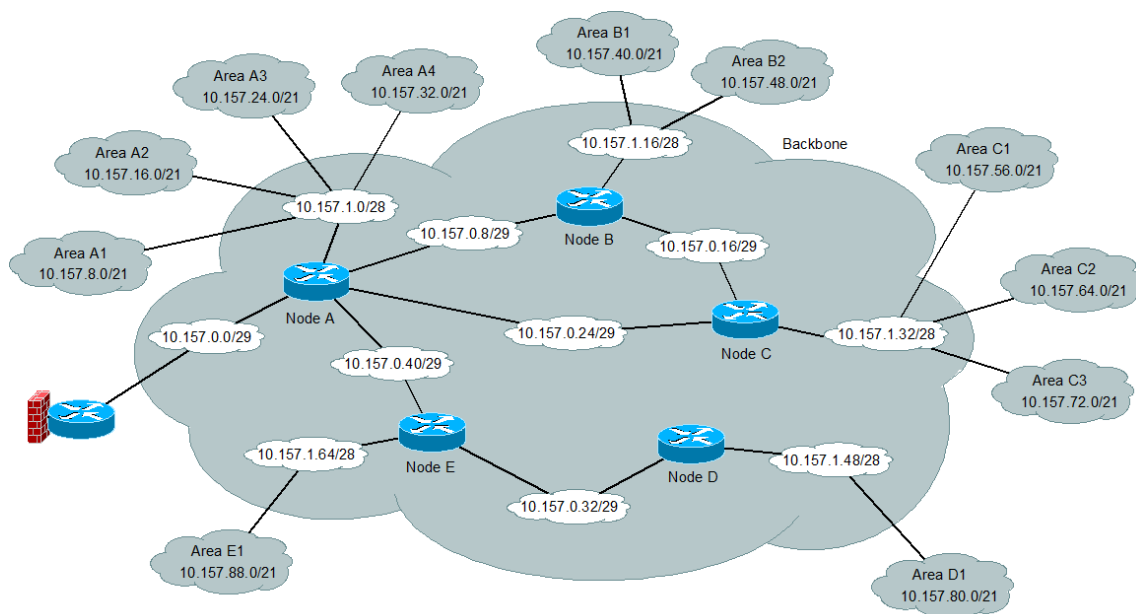 Area B1
10.157.40.0/21
Area B2
10.157.48.0/21
Area A3
10.157.24.0/21
Area A4
10.157.32.0/21
Area A2
10.157.16.0/21
Area A1
10.157.8.0/21
10.157.1.0/28
10.157.1.16/28
Backbone
Area C1
10.157.56.0/21
10.157.0.8/29
Node B
10.157.0.16/29
Node A
10.157.0.0/29
10.157.0.24/29
Node C
10.157.1.32/28
Area C2
10.157.64.0/21
Area C3
10.157.72.0/21
10.157.0.40/29
10.157.1.64/28
Node E
Node D
10.157.1.48/28
10.157.0.32/29
Area E1
10.157.88.0/21
Area D1
10.157.80.0/21